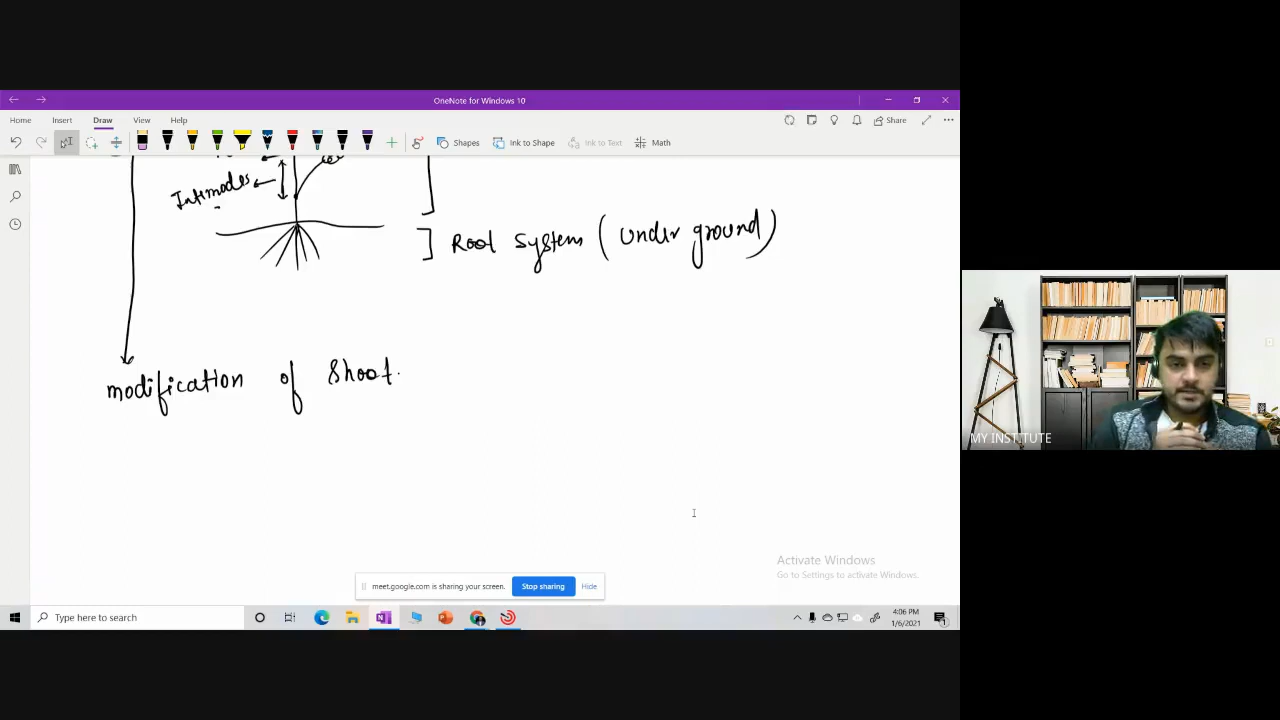 OneNote for Windows 10
Home Insert Draw View Help
Share
Shapes Ink to Shape Ink to Text Math
Internodes
Root System (under ground)
modification of Shoot.
MY INSTITUTE
Activate Windows
Go to Settings to activate Windows.
meet.google.com is sharing your screen. Stop sharing Hide
Type here to search
4:06 PM
1/6/2021